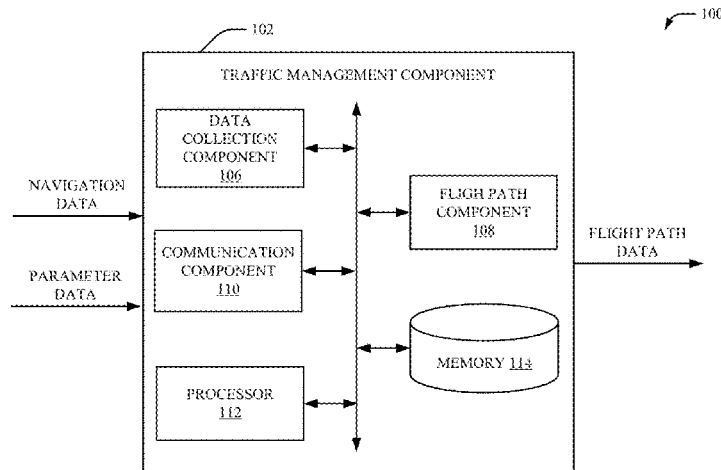 100
102
TRAFFIC MANAGEMENT COMPONENT
DATA
COLLECTION
COMPONENT
106
NAVIGATION
DATA
FLIGH PATH
COMPONENT
108
FLIGHT PATH
DATA
COMMUNICATION
COMPONENT
110
PARAMETER
DATA
MEMORY 114
PROCESSOR
112